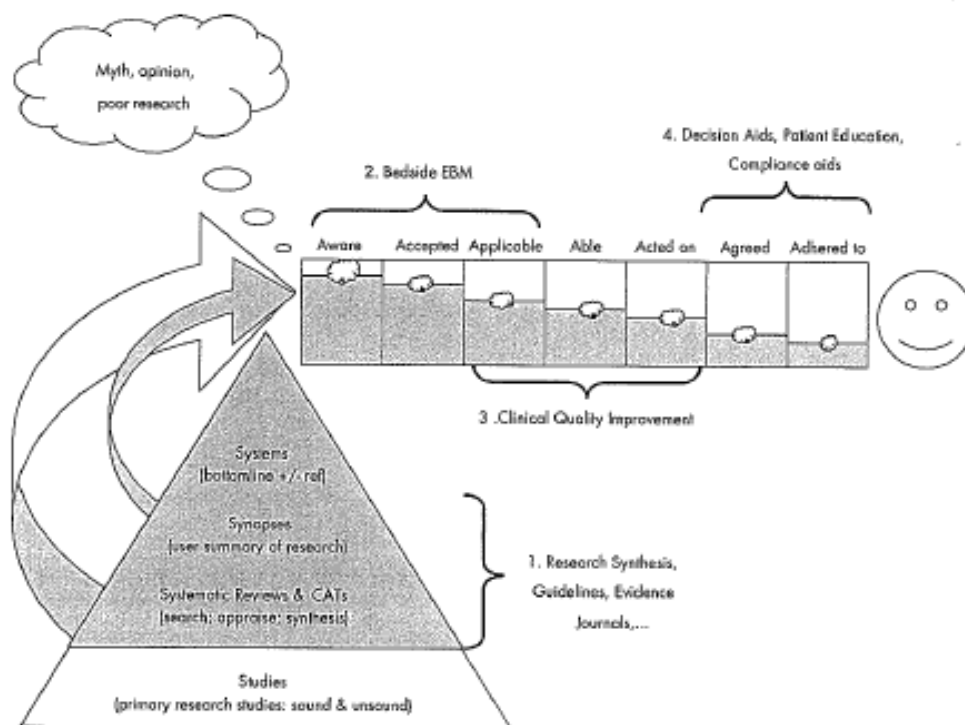 Myth, opinion,
poor research
4. Decision Aids, Patient Education,
Compliance aids
2. Bedside EBM
Aware Accepted Applicable Able Acted on Agreed Adhered to
3 .Clinical Quality Improvement
Systems
(bottomline +/- ref)
Synopses
(user summary of research)
Systematic Reviews & CATs
(search; appraise; synthesis)
1. Research Synthesis,
Guidelines, Evidence
Journals,...
Studies
(primary research studies: sound & unsound)